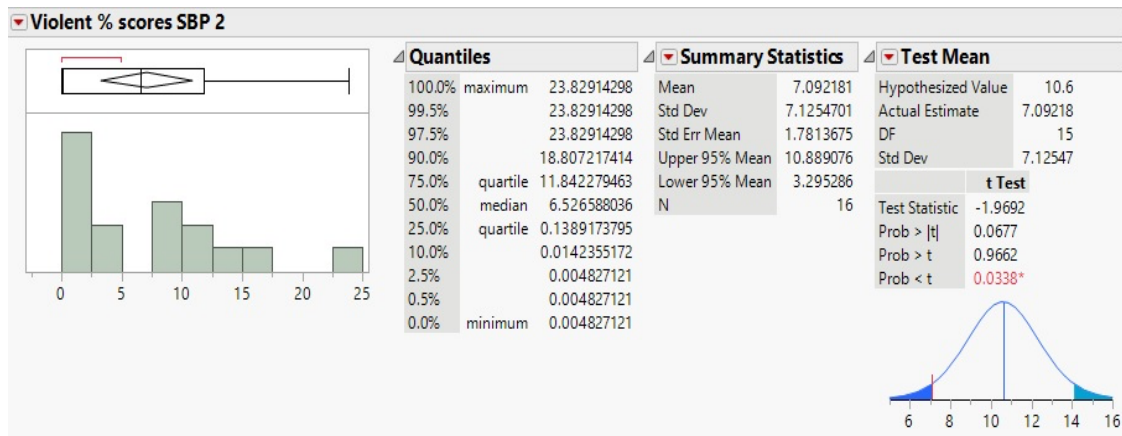 Violent % scores SBP 2
0 5 10 15 20 25
Quantiles
100.0% maximum 23.82914298
99.5% 23.82914298
97.5% 23.82914298
90.0% 18.807217414
75.0% quartile 11.842279463
50.0% median 6.526588036
25.0% quartile 0.1389173795
10.0% 0.0142355172
2.5% 0.004827121
0.5% 0.004827121
0.0% minimum 0.004827121
Summary Statistics
Mean 7.092181
Std Dev 7.1254701
Std Err Mean 1.7813675
Upper 95% Mean 10.889076
Lower 95% Mean 3.295286
N 16
Test Mean
Hypothesized Value 10.6
Actual Estimate 7.09218
DF 15
Std Dev 7.12547
t Test
Test Statistic -1.9692
Prob > |t| 0.0677
Prob > t 0.9662
Prob < t 0.0338*
6 8 10 12 14 16